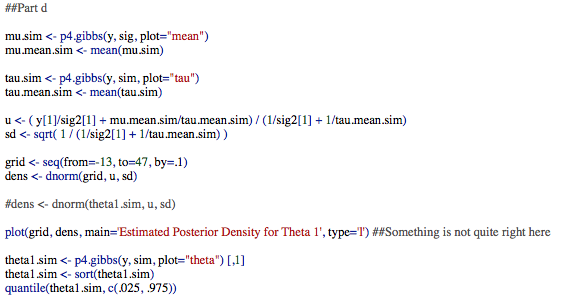 ##Part d
mu.sim <- p4.gibbs(y, sig, plot="mean")
mu.mean.sim <- mean(mu.sim)
tau.sim <- p4.gibbs(y, sim, plot="tau")
tau.mean.sim <- mean(tau.sim)
u <- ( y[1]/sig2[1] + mu.mean.sim/tau.mean.sim) / (1/sig2[1] + 1/tau.mean.sim)
sd <- sqrt( 1 / (1/sig2[1] + 1/tau.mean.sim) )
grid <- seq(from=-13, to=47, by=.1)
dens <- dnorm(grid, u, sd)
#dens <- dnorm(theta1.sim, u, sd)
plot(grid, dens, main='Estimated Posterior Density for Theta 1', type='l') ##Something is not quite right here
theta1.sim <- p4.gibbs(y, sim, plot="theta") [,1]
theta1.sim <- sort(theta1.sim)
quantile(theta1.sim, c(.025, .975))